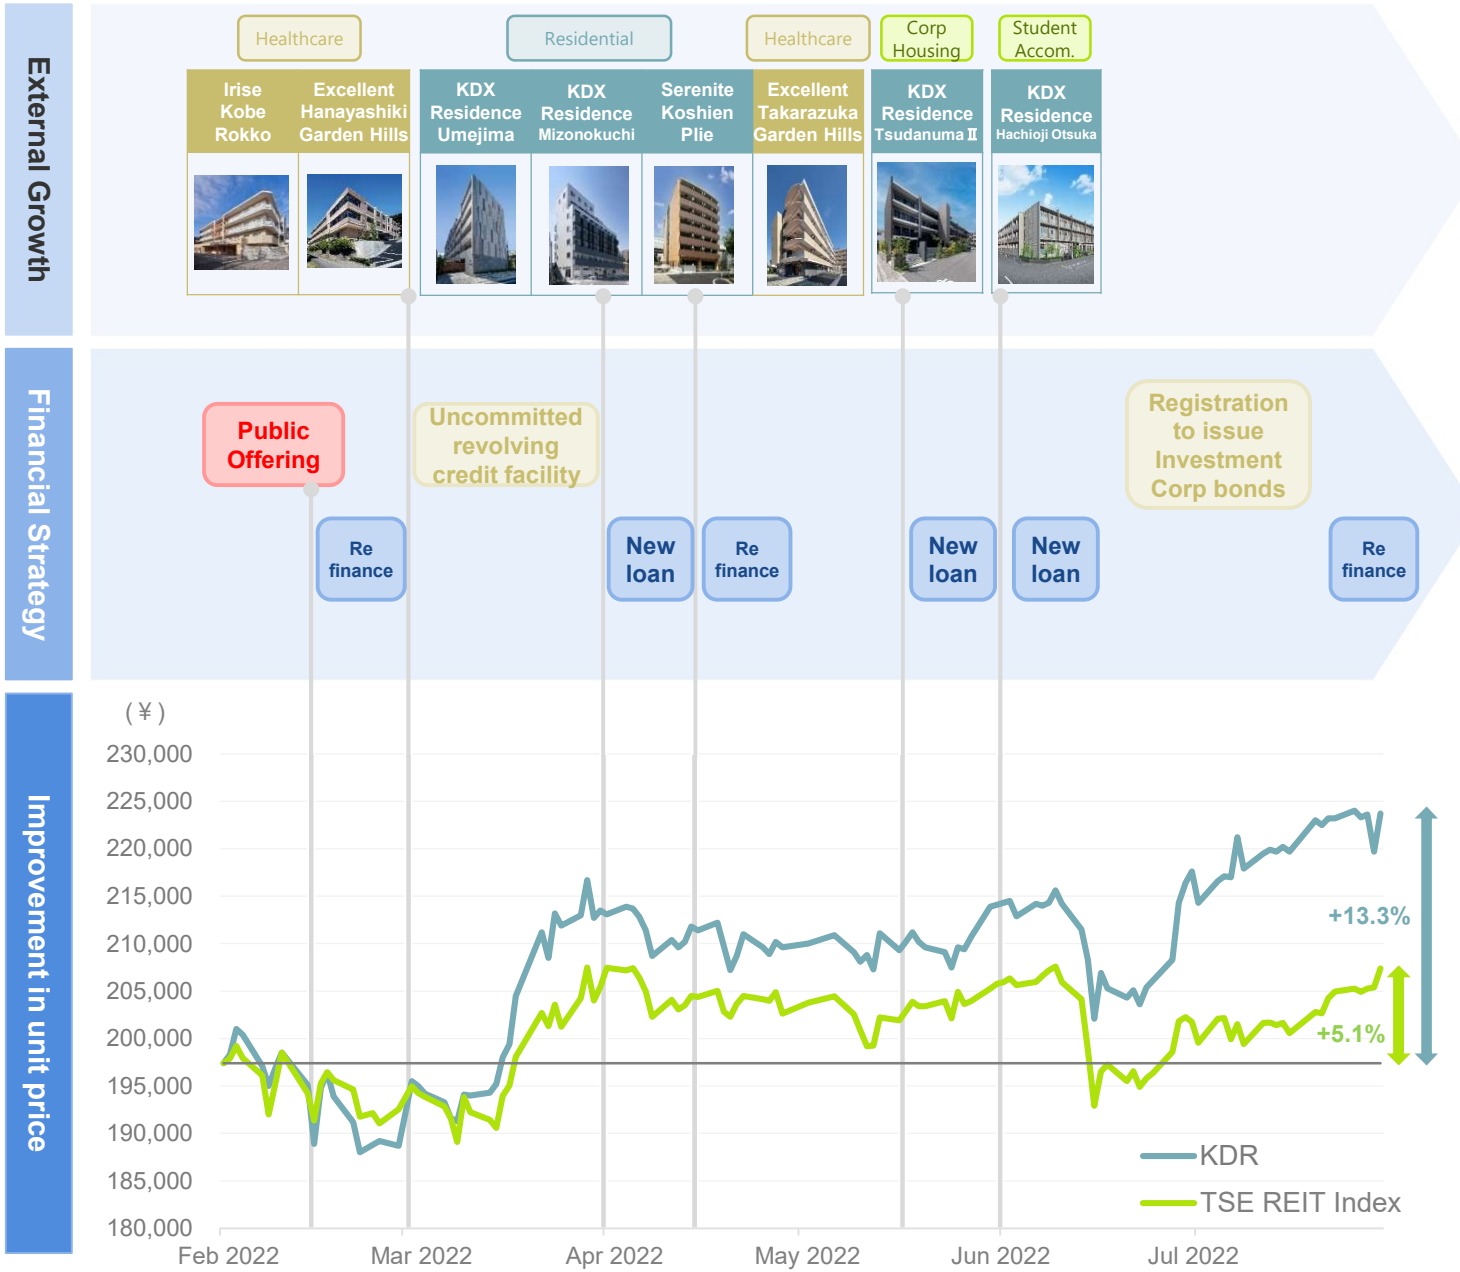 External Growth
Healthcare
Residential
Healthcare
Corp
Housing
Student
Accom.
Irise
Kobe
Rokko
Excellent
Hanayashiki
Garden Hills
KDX
Residence
Umejima
KDX
Residence
Mizonokuchi
Serenite
Koshien
Plie
Excellent
Takarazuka
Garden Hills
KDX
Residence
Tsudanuma Ⅱ
KDX
Residence
Hachioji Otsuka
Financial Strategy
Public
Offering
Uncommitted
revolving
credit facility
Registration
to issue
Investment
Corp bonds
Re
finance
New
loan
Re
finance
New
loan
New
loan
Re
finance
Improvement in unit price
(¥)
230,000
225,000
220,000
215,000
210,000
205,000
200,000
195,000
190,000
185,000
180,000
+13.3%
+5.1%
KDR
TSE REIT Index
Feb 2022
Mar 2022
Apr 2022
May 2022
Jun 2022
Jul 2022